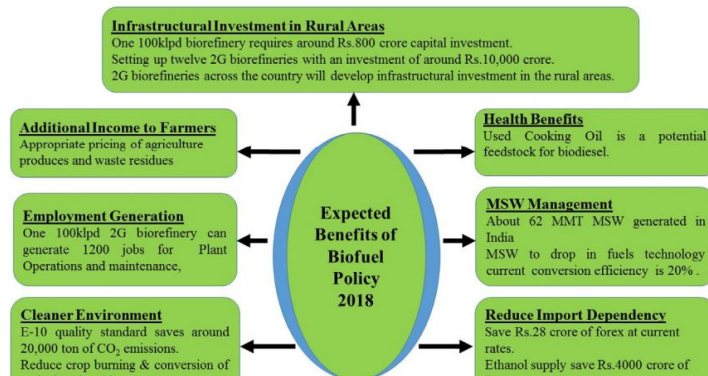 Infrastructural Investment in Rural Areas
One 100klpd biorefinery requires around Rs.800 crore capital investment.
Setting up twelve 2G biorefineries with an investment of around Rs.10,000 crore.
2G biorefineries across the country will develop infrastructural investment in the rural areas.
Additional Income to Farmers
Appropriate pricing of agriculture
produces and waste residues
Health Benefits
Used Cooking Oil is a potential
feedstock for biodiesel.
Employment Generation
One 100klpd 2G biorefinery can
generate 1200 jobs for Plant
Operations and maintenance,
Expected
Benefits of
Biofuel
Policy
2018
MSW Management
About 62 MMT MSW generated in
India
MSW to drop in fuels technology
current conversion efficiency is 20% .
Cleaner Environment
E-10 quality standard saves around
20,000 ton of CO₂ emissions.
Reduce crop burning & conversion of
Reduce Import Dependency
Save Rs.28 crore of forex at current
rates.
Ethanol supply save Rs.4000 crore of